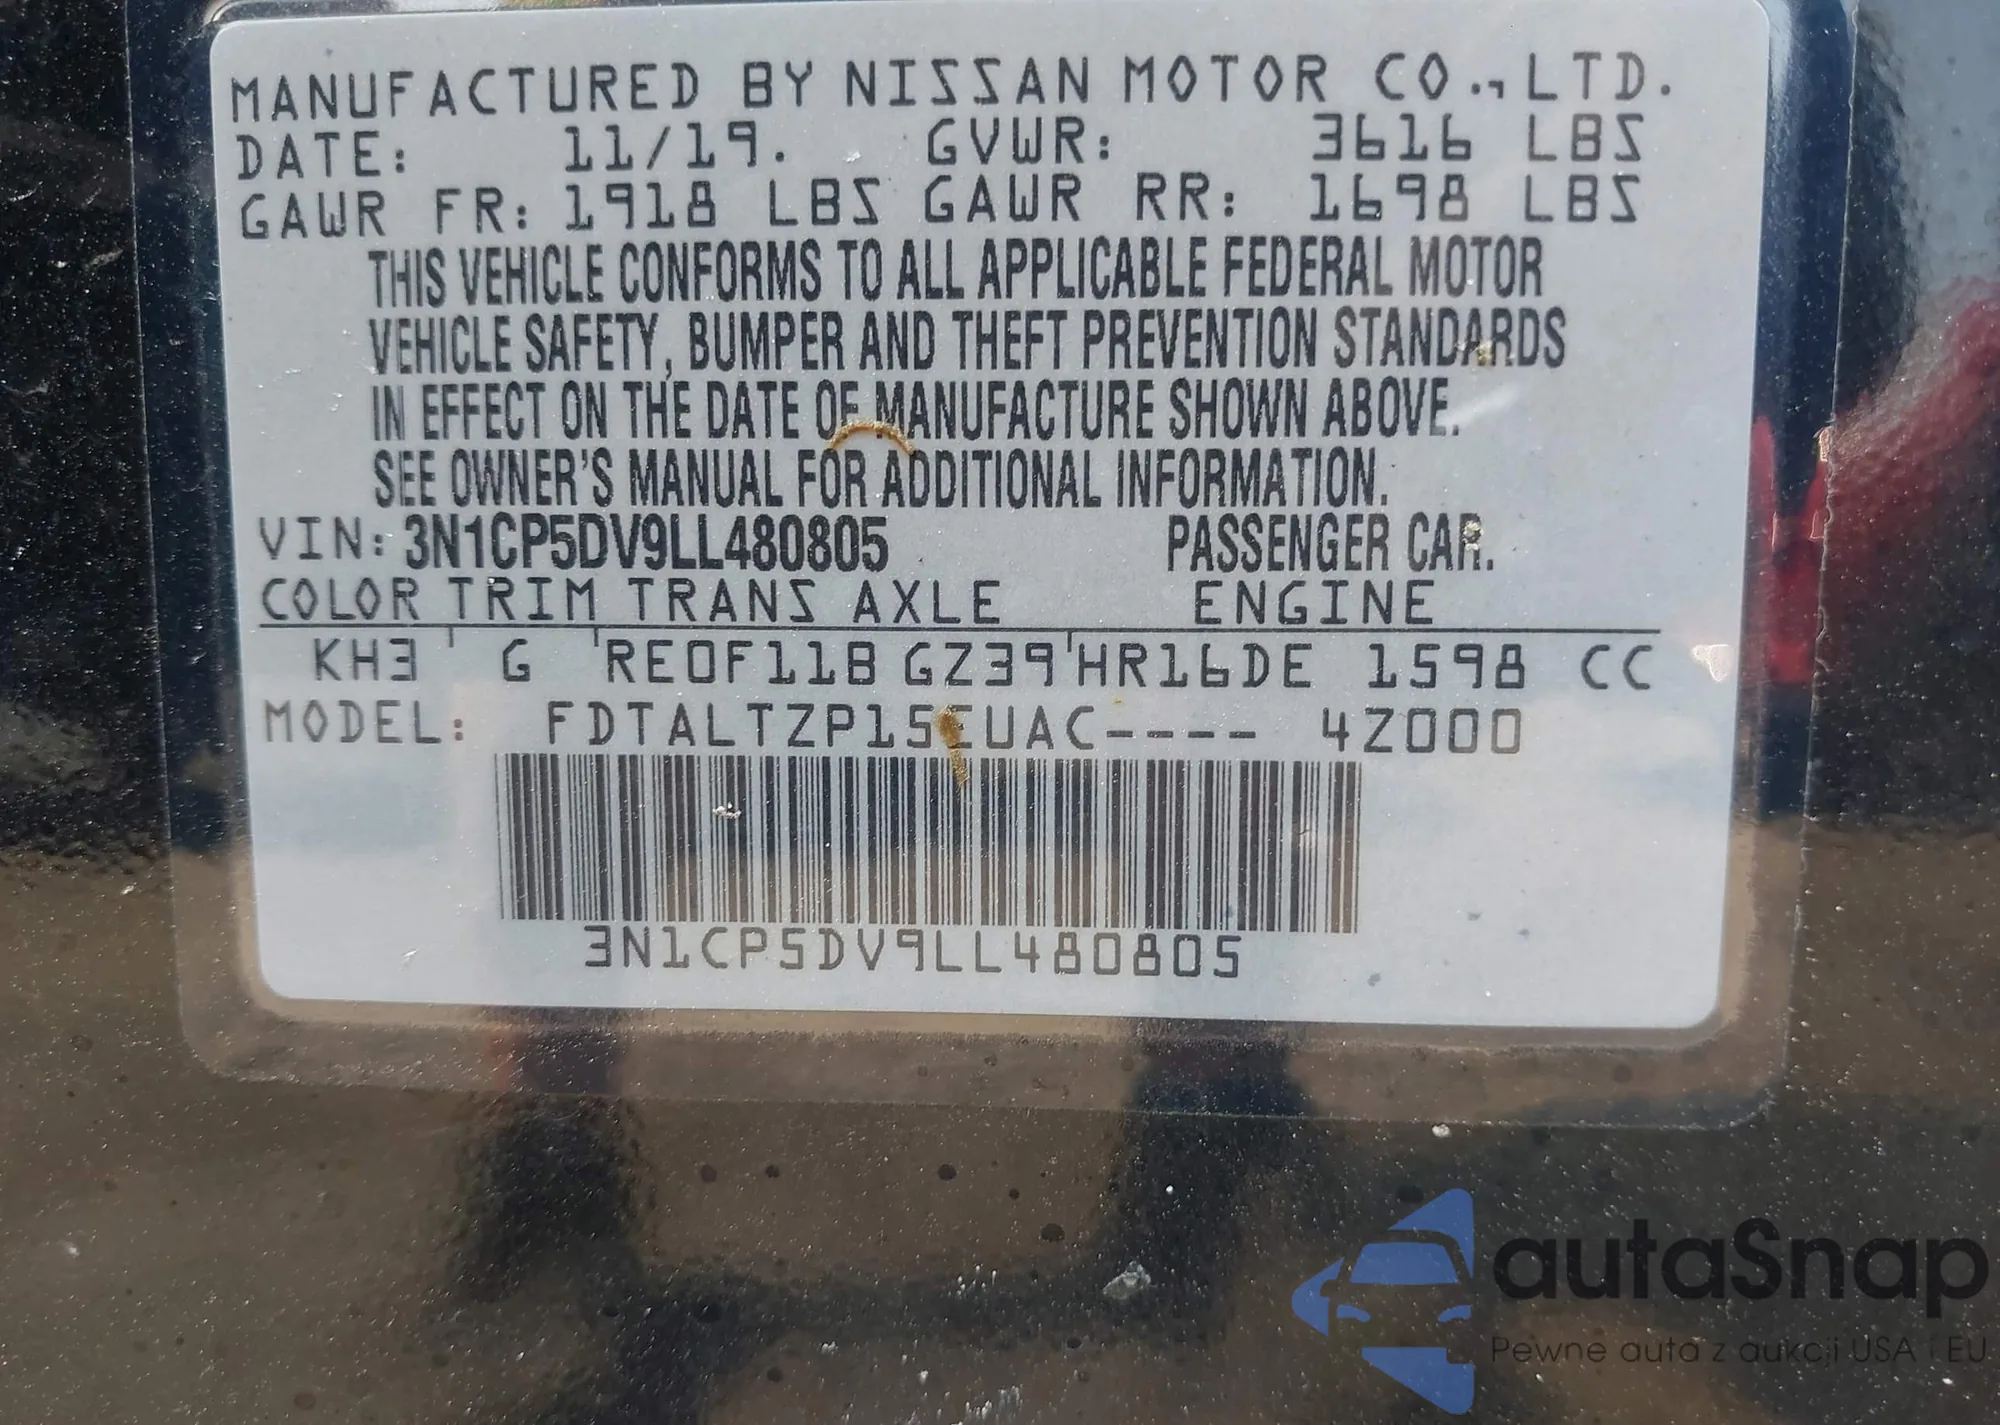 MANUFACTURED BY NISSAN MOTOR CO., LTD.
DATE: 11/19. GVWR: 3616 LBS
GAWR FR: 1918 LBS GAWR RR: 1698 LBS
THIS VEHICLE CONFORMS TO ALL APPLICABLE FEDERAL MOTOR
VEHICLE SAFETY, BUMPER AND THEFT PREVENTION STANDARDS
IN EFFECT ON THE DATE OF MANUFACTURE SHOWN ABOVE.
SEE OWNER'S MANUAL FOR ADDITIONAL INFORMATION.
VIN: 3N1CP5DV9LL480805 PASSENGER CAR.
COLOR TRIM TRANS AXLE ENGINE
KH3 G RE0F11B GZ39 HR16DE 1598 CC
MODEL: FDTALTZP15EUAC---- 4Z000
3N1CP5DV9LL480805
autaSnap
Pewne auta z aukcji USA i EU